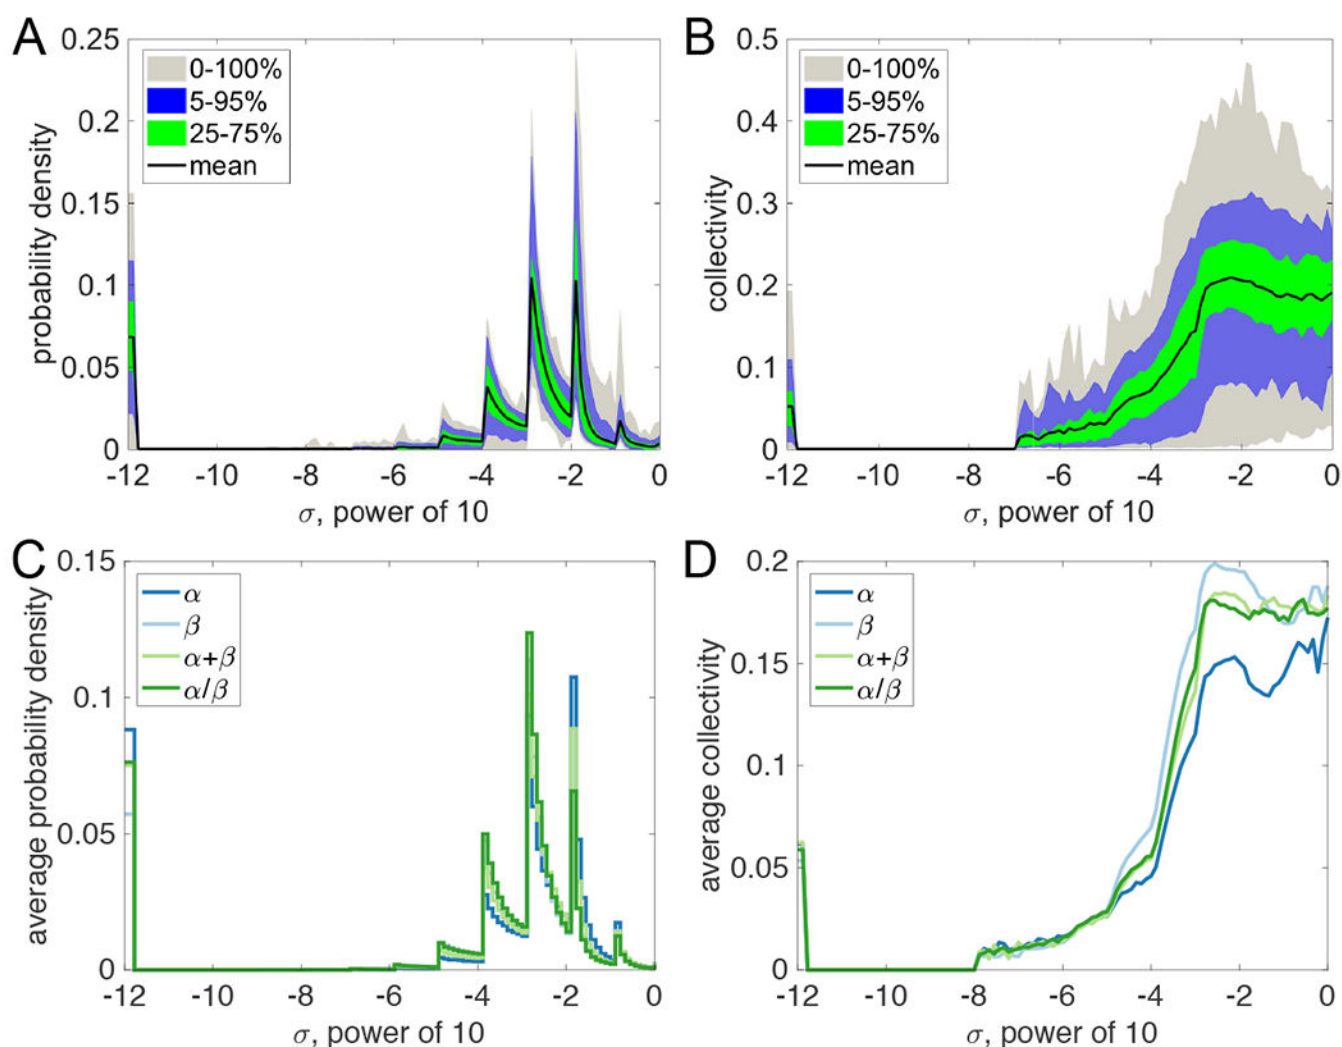 A
probability density
0.25
0.2
0.15
0.1
0.05
0
0-100%
5-95%
25-75%
mean
-12
-10
-8
-6
-4
-2
0
σ, power of 10
B
collectivity
0.5
0.4
0.3
0.2
0.1
0
0-100%
5-95%
25-75%
mean
-12
-10
-8
-6
-4
-2
0
σ, power of 10
C
average probability density
0.15
0.1
0.05
0
α
β
α+β
α/β
-12
-10
-8
-6
-4
-2
0
σ, power of 10
D
average collectivity
0.2
0.15
0.1
0.05
0
α
β
α+β
α/β
-12
-10
-8
-6
-4
-2
0
σ, power of 10